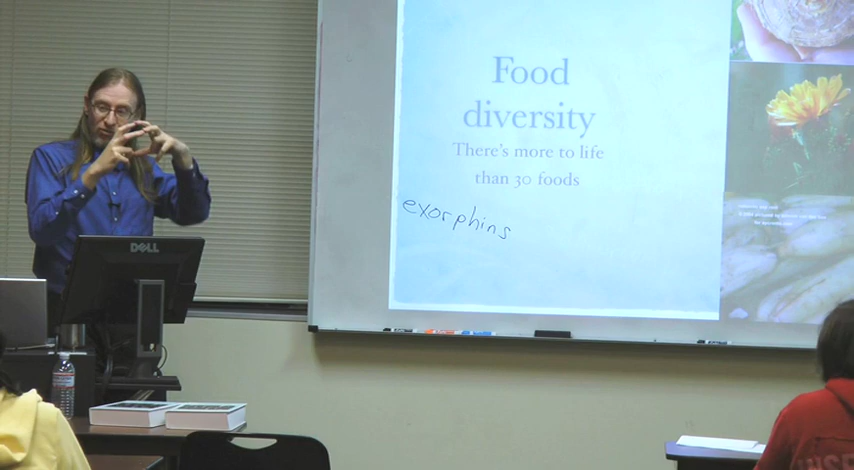 Food
diversity
There's more to life
than 30 foods
exorphins
DELL